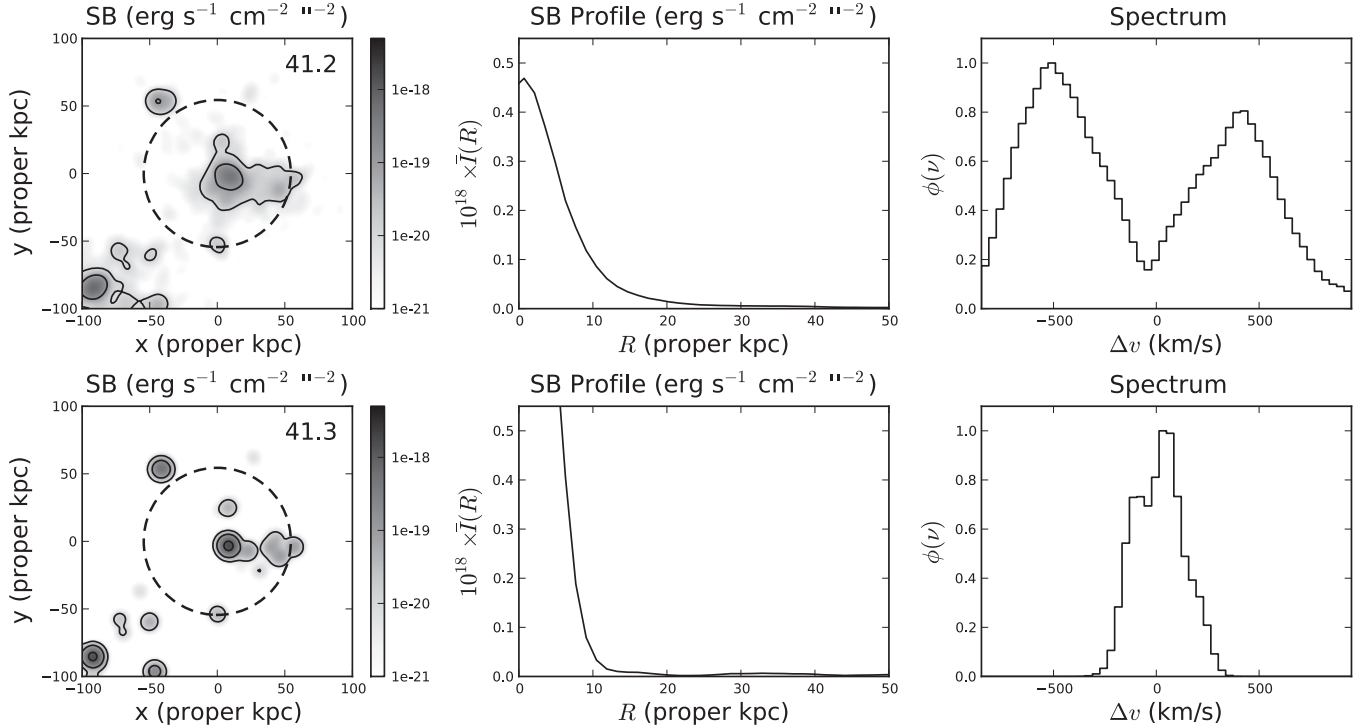 SB (erg s⁻¹ cm⁻² "⁻²)
SB Profile (erg s⁻¹ cm⁻² "⁻²)
Spectrum
100
50
0
−50
−100
y (proper kpc)
41.2
−100 −50 0 50 100
x (proper kpc)
1e-18
1e-19
1e-20
1e-21
0.5
0.4
0.3
0.2
0.1
0.0
10¹⁸ ×Ī(R)
0 10 20 30 40 50
R (proper kpc)
1.0
0.8
0.6
0.4
0.2
0.0
ϕ(ν)
−500 0 500
Δv (km/s)
SB (erg s⁻¹ cm⁻² "⁻²)
SB Profile (erg s⁻¹ cm⁻² "⁻²)
Spectrum
100
50
0
−50
−100
y (proper kpc)
41.3
−100 −50 0 50 100
x (proper kpc)
1e-18
1e-19
1e-20
1e-21
0.5
0.4
0.3
0.2
0.1
0.0
10¹⁸ ×Ī(R)
0 10 20 30 40 50
R (proper kpc)
1.0
0.8
0.6
0.4
0.2
0.0
ϕ(ν)
−500 0 500
Δv (km/s)